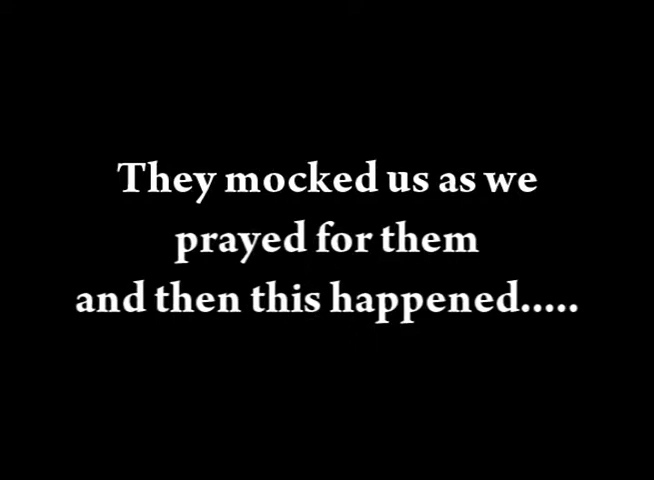 They mocked us as we
prayed for them
and then this happened.....